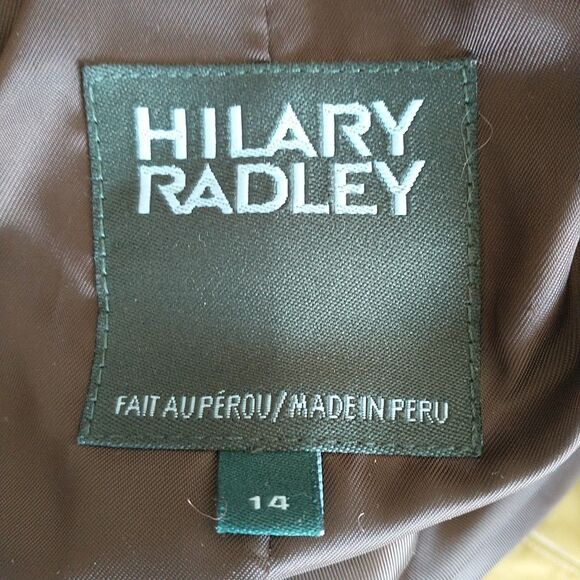 HILARY
RADLEY
FAIT AU PÉROU/MADE IN PERU
14